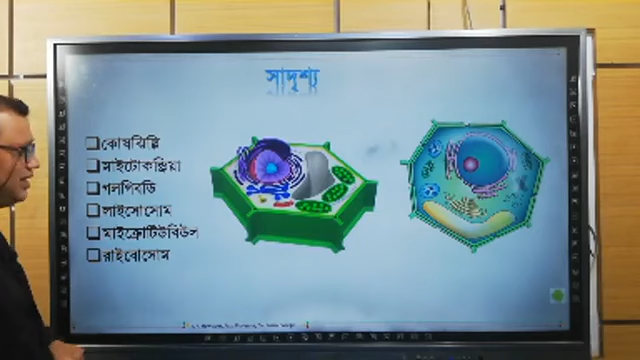 সাদৃশ্য
কোষঝিল্লি
মাইটোকন্ড্রিয়া
গলগিবডি
লাইসোসোম
মাইক্রোটিউবিউল
রাইবোসোম